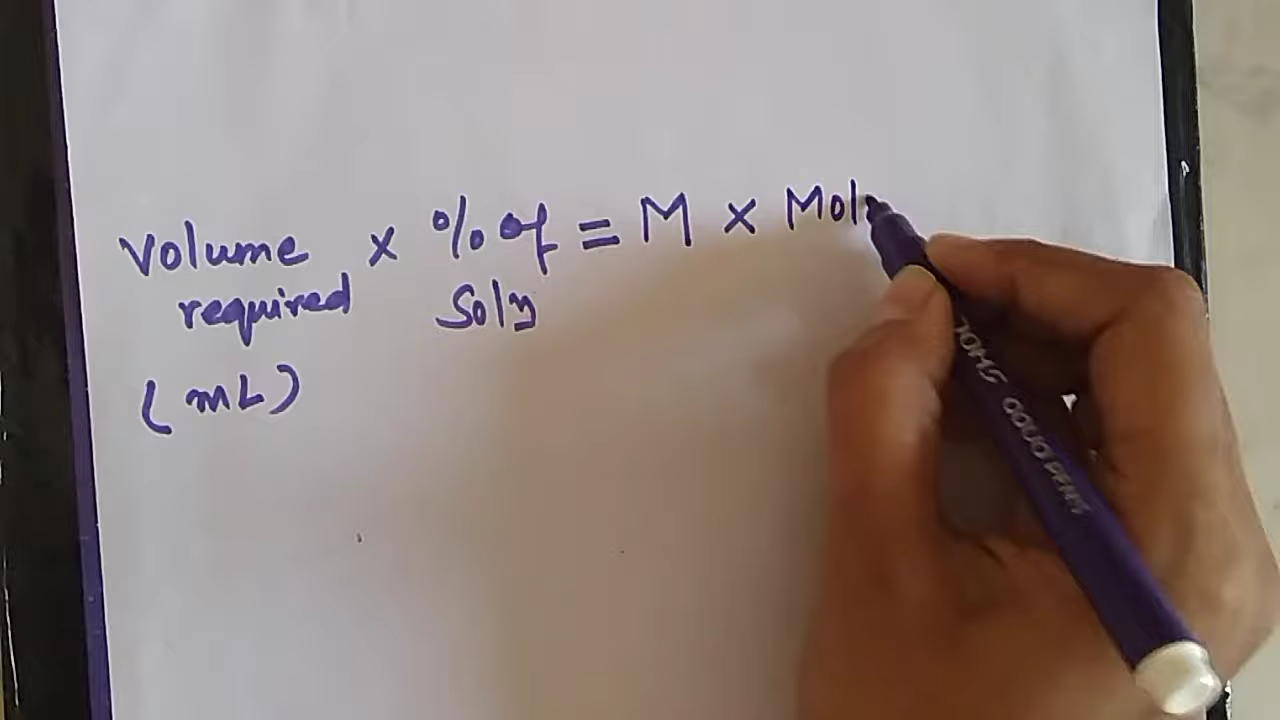 Volume × % of = M × Mol
required Soln
(mL)